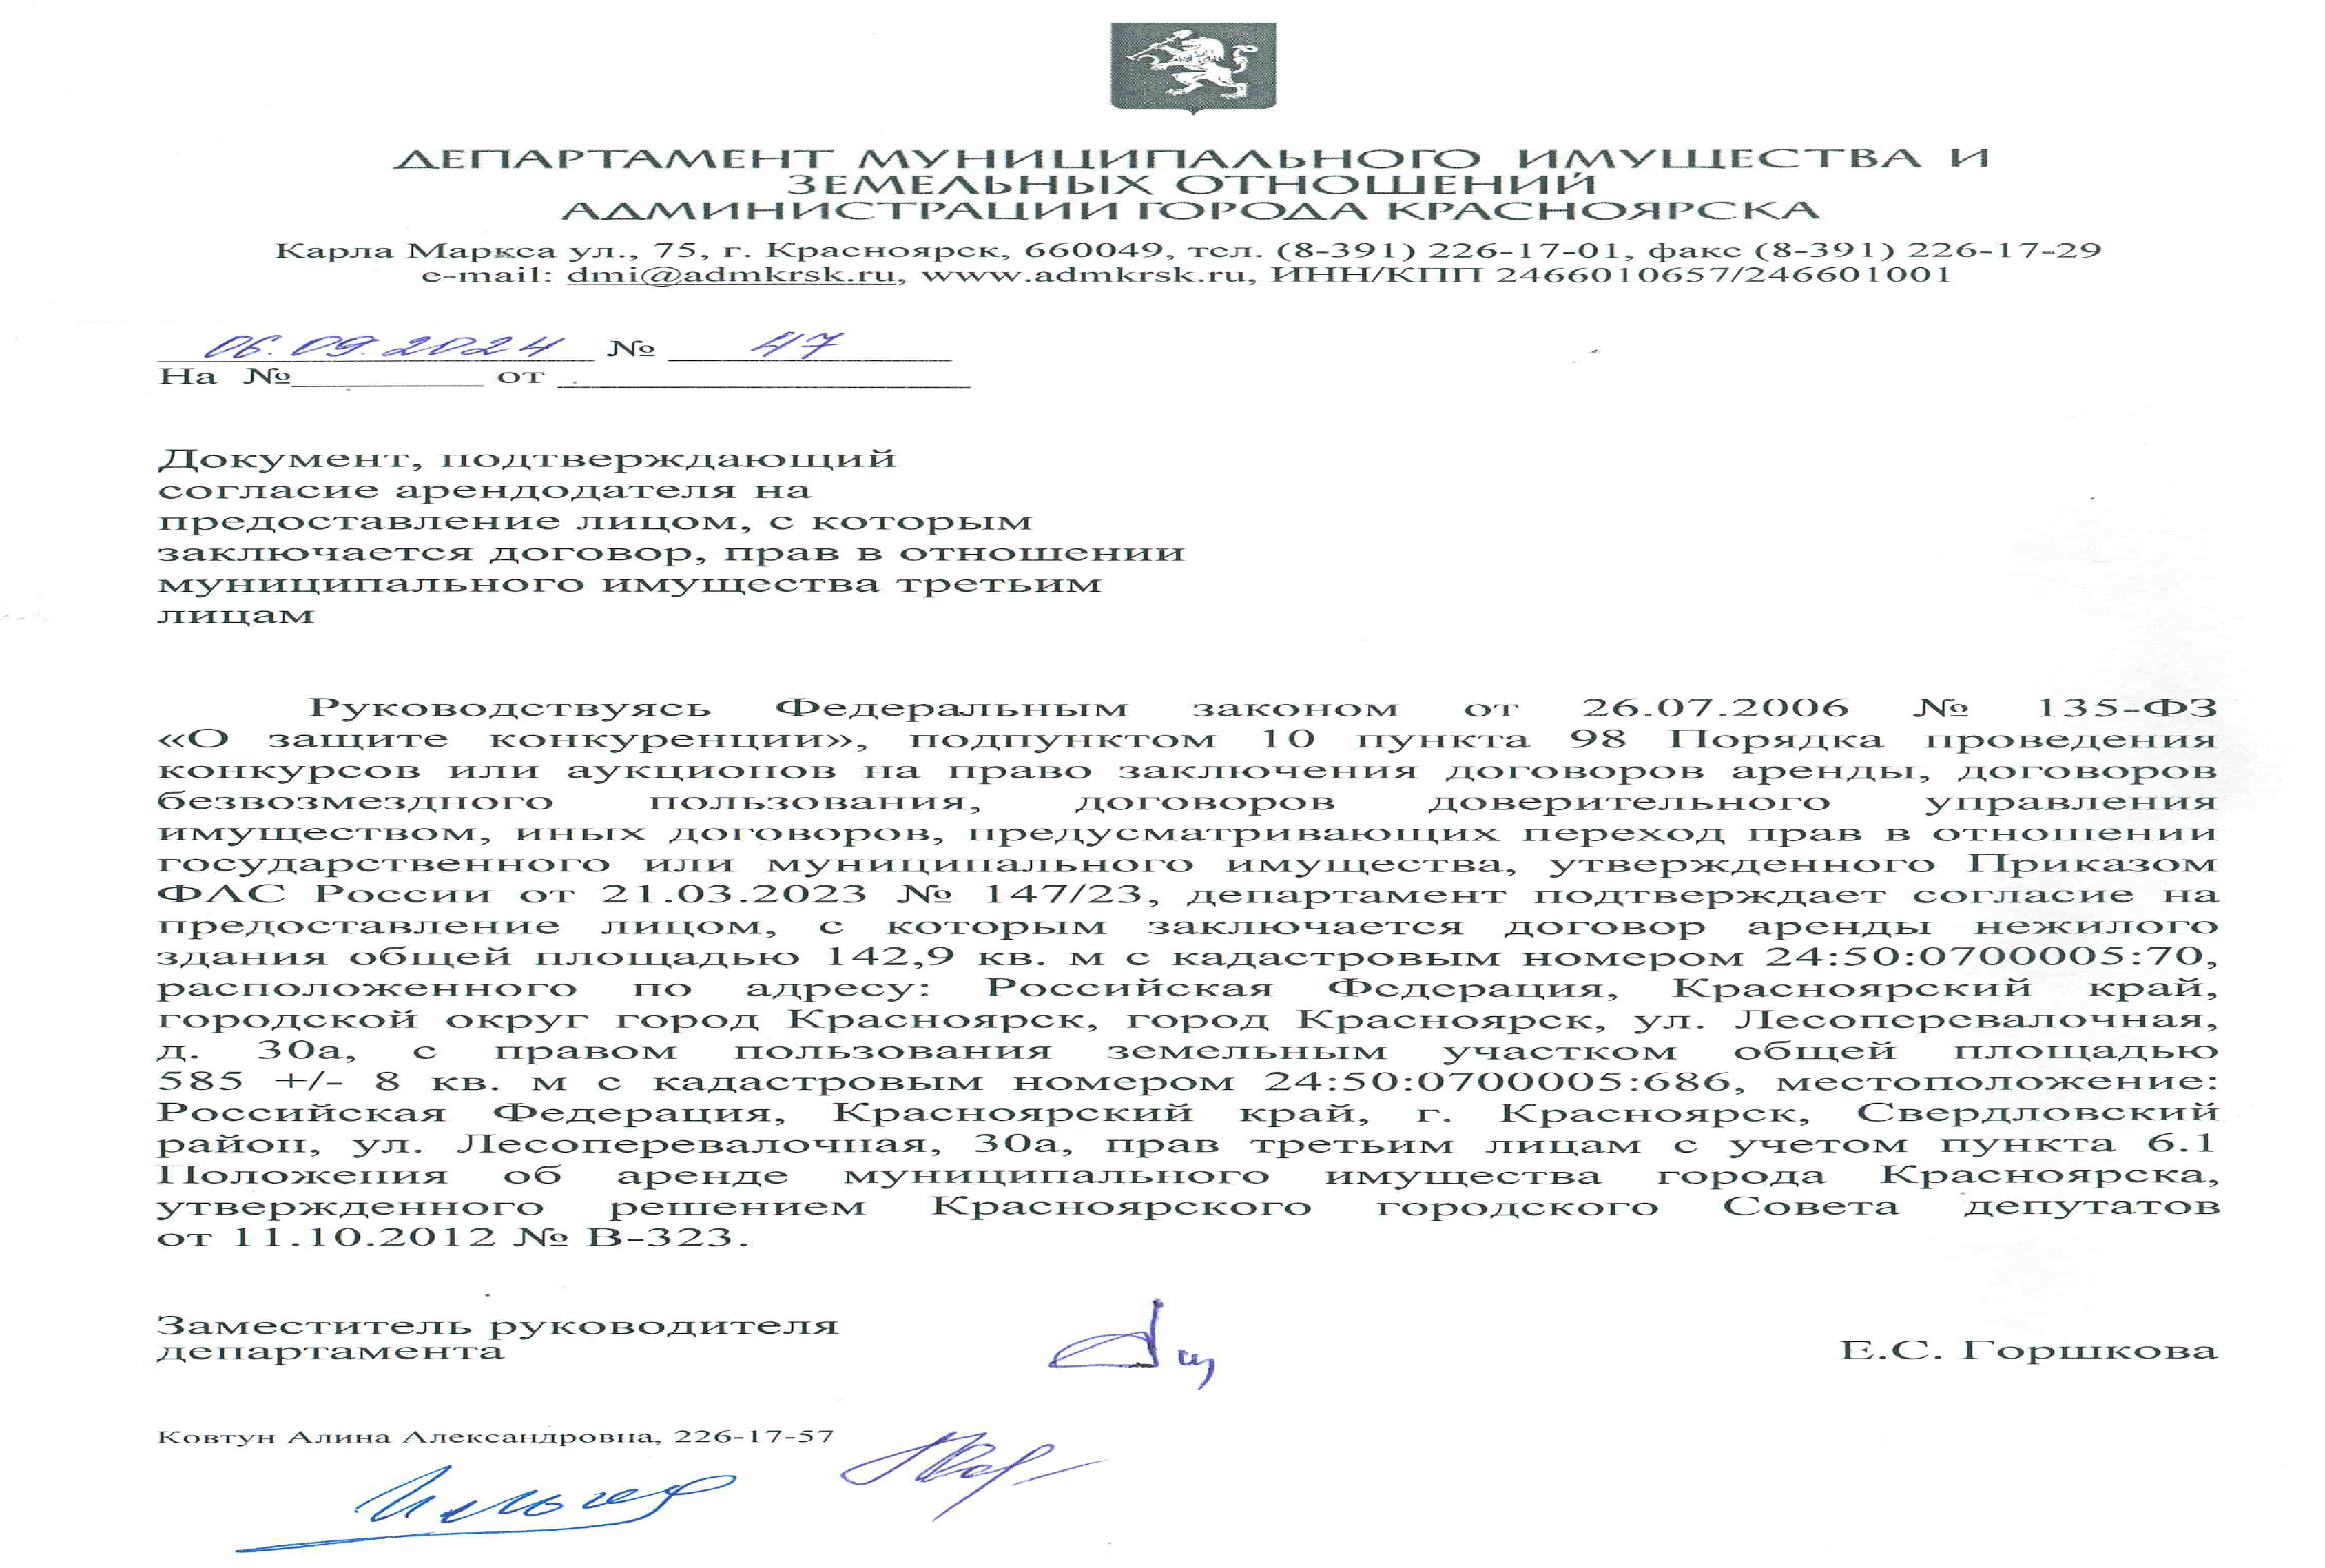 ДЕПАРТАМЕНТ МУНИЦИПАЛЬНОГО ИМУЩЕСТВА И
ЗЕМЕЛЬНЫХ ОТНОШЕНИЙ
АДМИНИСТРАЦИИ ГОРОДА КРАСНОЯРСКА
Карла Маркса ул., 75, г. Красноярск, 660049, тел. (8-391) 226-17-01, факс (8-391) 226-17-29
e-mail: dmi@admkrsk.ru, www.admkrsk.ru, ИНН/КПП 2466010657/246601001
06.09.2024 № 47
На №____________ от ____________
Документ, подтверждающий
согласие арендодателя на
предоставление лицом, с которым
заключается договор, прав в отношении
муниципального имущества третьим
лицам
Руководствуясь Федеральным законом от 26.07.2006 № 135-ФЗ
«О защите конкуренции», подпунктом 10 пункта 98 Порядка проведения
конкурсов или аукционов на право заключения договоров аренды, договоров
безвозмездного пользования, договоров доверительного управления
имуществом, иных договоров, предусматривающих переход прав в отношении
государственного или муниципального имущества, утвержденного Приказом
ФАС России от 21.03.2023 № 147/23, департамент подтверждает согласие на
предоставление лицом, с которым заключается договор аренды нежилого
здания общей площадью 142,9 кв. м с кадастровым номером 24:50:0700005:70,
расположенного по адресу: Российская Федерация, Красноярский край,
городской округ город Красноярск, город Красноярск, ул. Лесоперевалочная,
д. 30а, с правом пользования земельным участком общей площадью
585 +/- 8 кв. м с кадастровым номером 24:50:0700005:686, местоположение:
Российская Федерация, Красноярский край, г. Красноярск, Свердловский
район, ул. Лесоперевалочная, 30а, прав третьим лицам с учетом пункта 6.1
Положения об аренде муниципального имущества города Красноярска,
утвержденного решением Красноярского городского Совета депутатов
от 11.10.2012 № В-323.
Заместитель руководителя
департамента Е.С. Горшкова
Ковтун Алина Александровна, 226-17-57